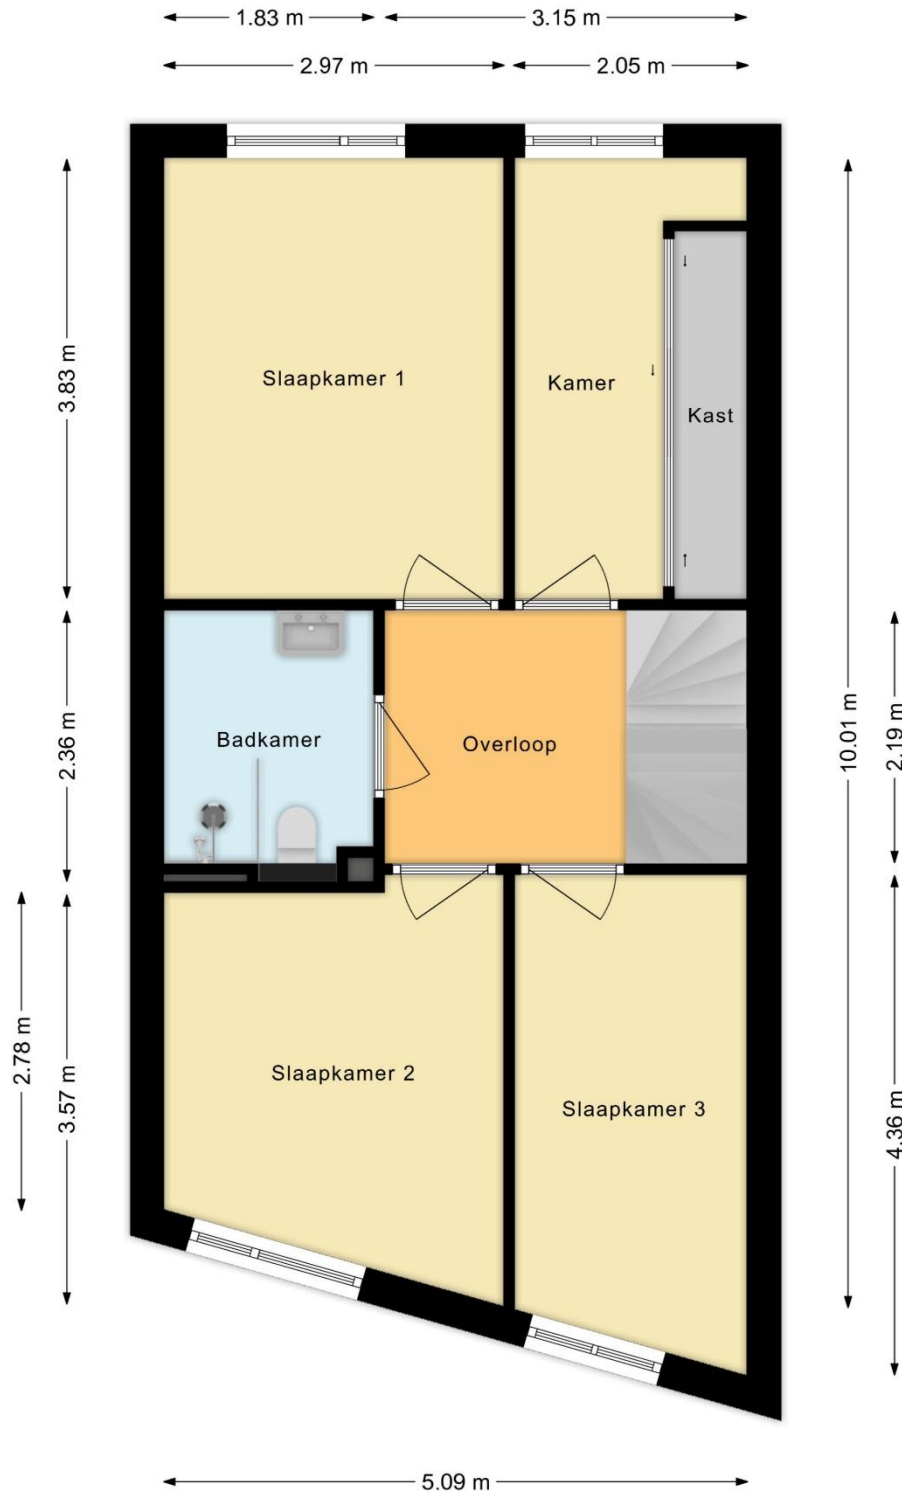 1.83 m
3.15 m
2.97 m
2.05 m
3.83 m
Slaapkamer 1
Kamer
Kast
2.36 m
Badkamer
Overloop
10.01 m
2.19 m
2.78 m
3.57 m
Slaapkamer 2
Slaapkamer 3
4.36 m
5.09 m